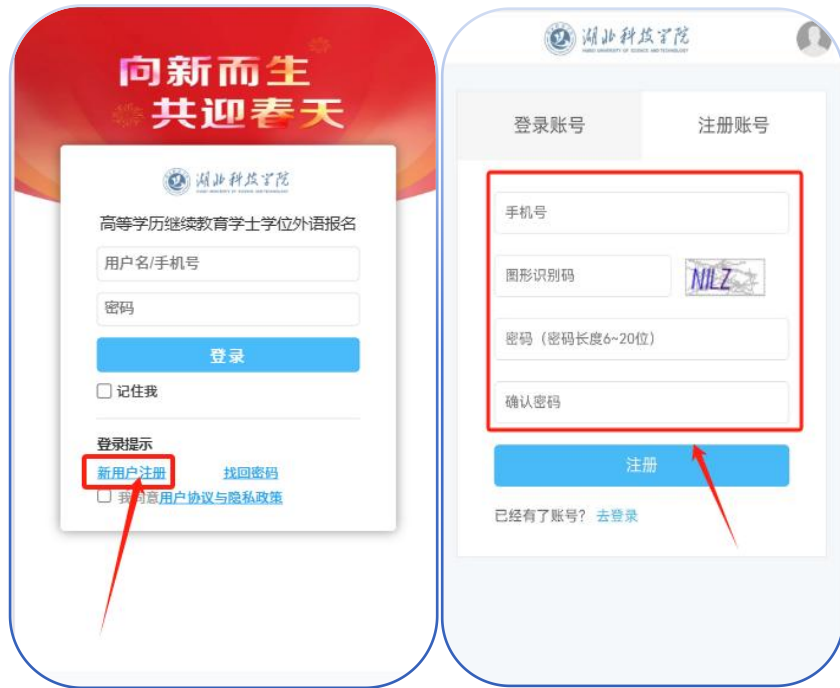 向新而生
共迎春天
湖北科技学院
高等学历继续教育学士学位外语报名
用户名/手机号
密码
登录
记住我
登录提示
新用户注册 找回密码
我同意用户协议与隐私政策
湖北科技学院
HUBEI UNIVERSITY OF SCIENCE AND TECHNOLOGY
登录账号 注册账号
手机号
图形识别码 NILZ
密码（密码长度6~20位）
确认密码
注册
已经有了账号？ 去登录